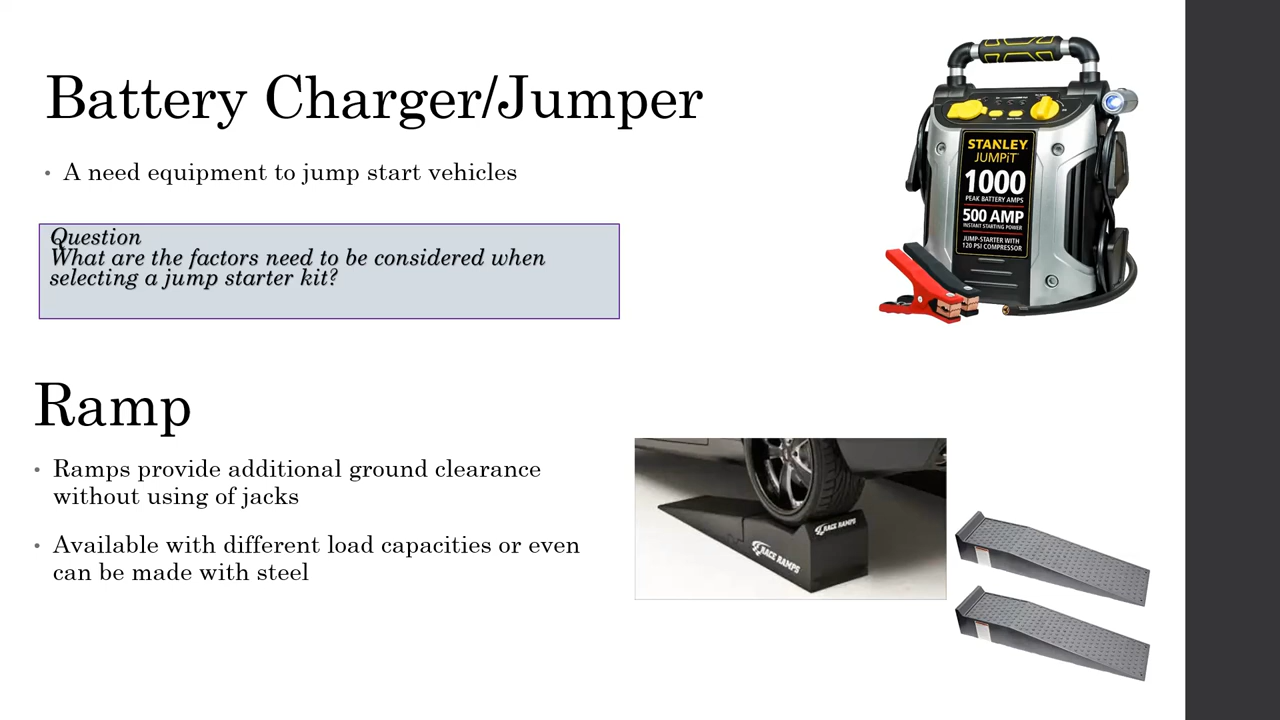 Battery Charger/Jumper
• A need equipment to jump start vehicles
Question
What are the factors need to be considered when
selecting a jump starter kit?
STANLEY
JUMPiT
1000
PEAK BATTERY AMPS
500 AMP
INSTANT STARTING POWER
JUMP-STARTER WITH
120 PSI COMPRESSOR
Ramp
• Ramps provide additional ground clearance
without using of jacks
• Available with different load capacities or even
can be made with steel
RACE RAMPS
RACE RAMPS